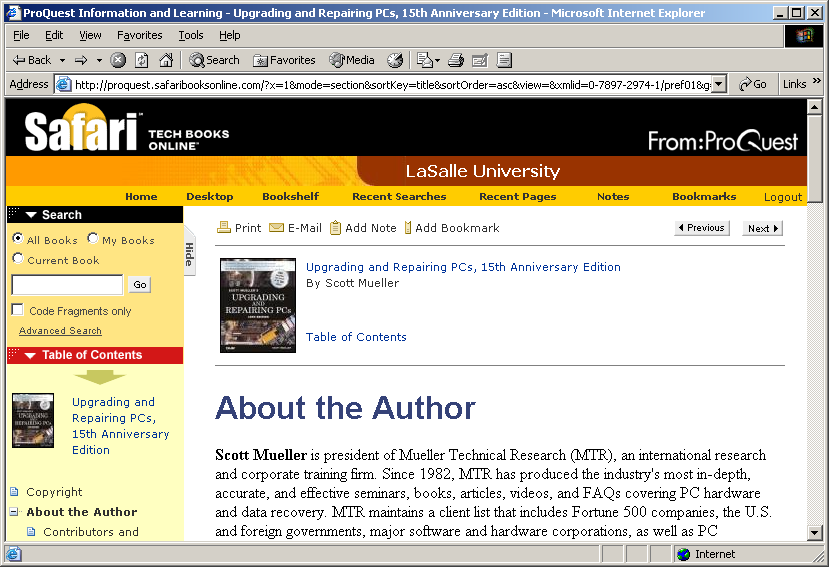 ProQuest Information and Learning - Upgrading and Repairing PCs, 15th Anniversary Edition - Microsoft Internet Explorer
File Edit View Favorites Tools Help
Back Search Favorites Media
Address http://proquest.safaribooksonline.com/?x=1&mode=section&sortKey=title&sortOrder=asc&view=&xmlid=0-7897-2974-1/pref01&g= Go Links »
Safari TECH BOOKS ONLINE™
From:ProQuest
LaSalle University
Home Desktop Bookshelf Recent Searches Recent Pages Notes Bookmarks Logout
Search
All Books My Books
Current Book
Go
Code Fragments only
Advanced Search
Hide
Table of Contents
Upgrading and
Repairing PCs,
15th Anniversary
Edition
Copyright
About the Author
Contributors and
Print E-Mail Add Note Add Bookmark Previous Next
UPGRADING
AND
REPAIRING PCs
Upgrading and Repairing PCs, 15th Anniversary Edition
By Scott Mueller
Table of Contents
About the Author
Scott Mueller is president of Mueller Technical Research (MTR), an international research
and corporate training firm. Since 1982, MTR has produced the industry's most in-depth,
accurate, and effective seminars, books, articles, videos, and FAQs covering PC hardware
and data recovery. MTR maintains a client list that includes Fortune 500 companies, the U.S.
and foreign governments, major software and hardware corporations, as well as PC
Internet